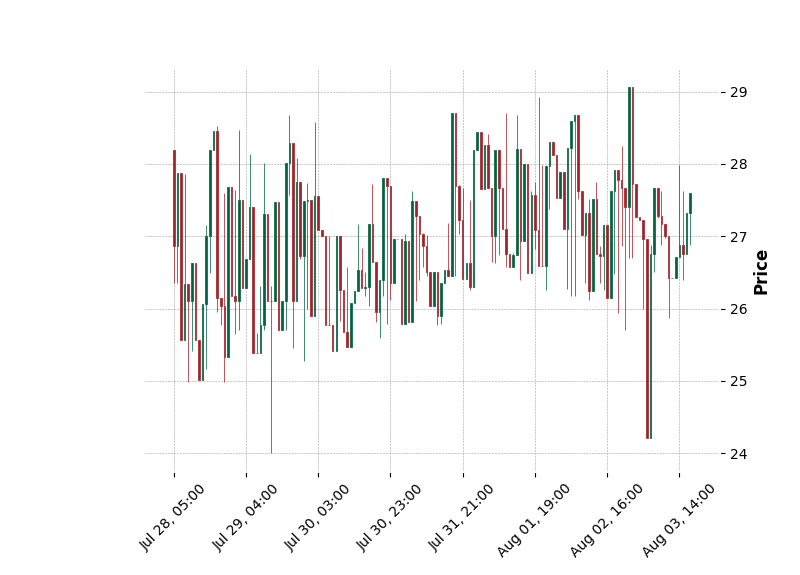 29
28
27
26
25
24
Price
Jul 28, 05:00
Jul 29, 04:00
Jul 30, 03:00
Jul 30, 23:00
Jul 31, 21:00
Aug 01, 19:00
Aug 02, 16:00
Aug 03, 14:00